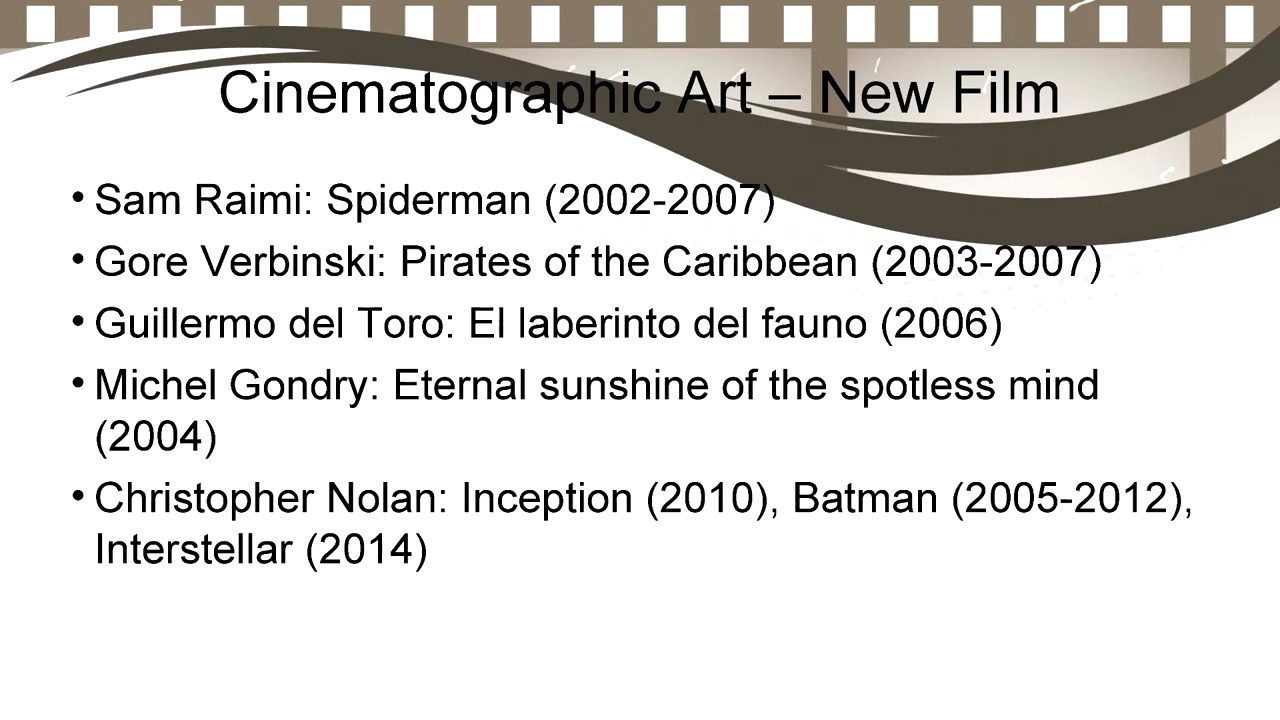 Cinematographic Art – New Film
• Sam Raimi: Spiderman (2002-2007)
• Gore Verbinski: Pirates of the Caribbean (2003-2007)
• Guillermo del Toro: El laberinto del fauno (2006)
• Michel Gondry: Eternal sunshine of the spotless mind
(2004)
• Christopher Nolan: Inception (2010), Batman (2005-2012),
Interstellar (2014)